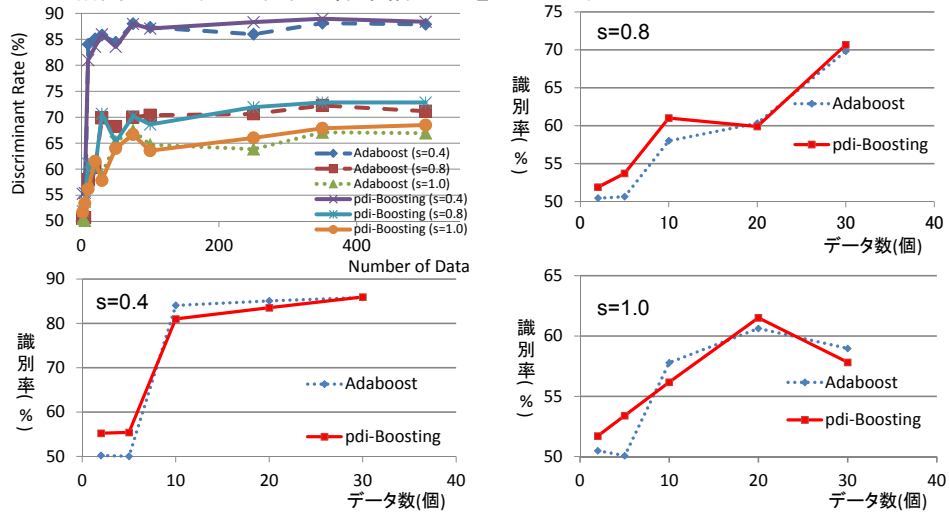 90
85
80
75
70
65
60
55
50
Discriminant Rate (%)
Adaboost (s=0.4)
Adaboost (s=0.8)
Adaboost (s=1.0)
pdi-Boosting (s=0.4)
pdi-Boosting (s=0.8)
pdi-Boosting (s=1.0)
0 200 400
Number of Data
s=0.8
75
70
65
60
55
50
識別率(%)
Adaboost
pdi-Boosting
0 10 20 30 40
データ数(個)
s=0.4
90
80
70
60
50
識別率(%)
Adaboost
pdi-Boosting
0 10 20 30 40
データ数(個)
s=1.0
65
60
55
50
識別率(%)
Adaboost
pdi-Boosting
0 10 20 30 40
データ数(個)